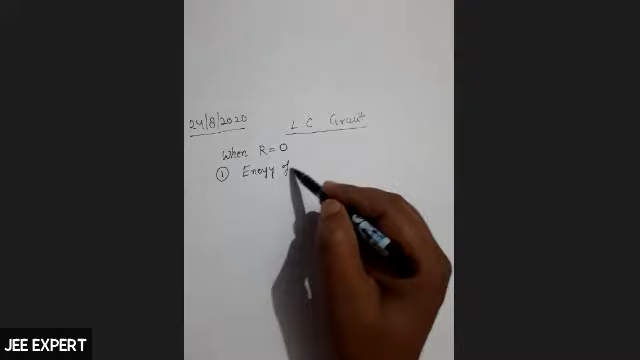 24/8/2020
L C Circuit
When R = 0
① Energy of
JEE EXPERT